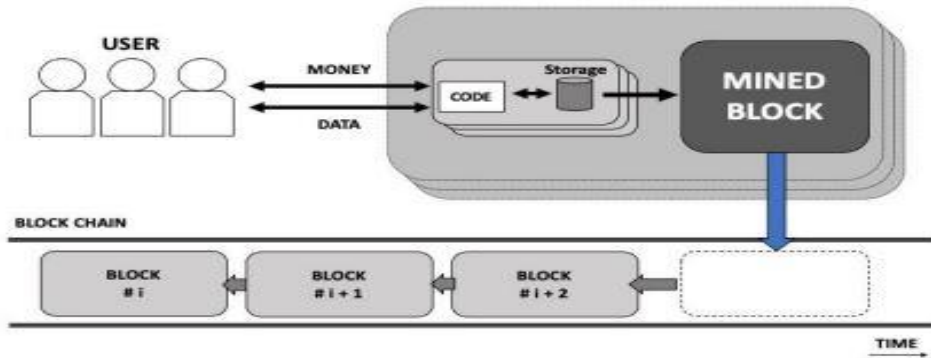 USER
MONEY
DATA
CODE
Storage
MINED
BLOCK
BLOCK CHAIN
BLOCK
# i
BLOCK
# i + 1
BLOCK
# i + 2
TIME